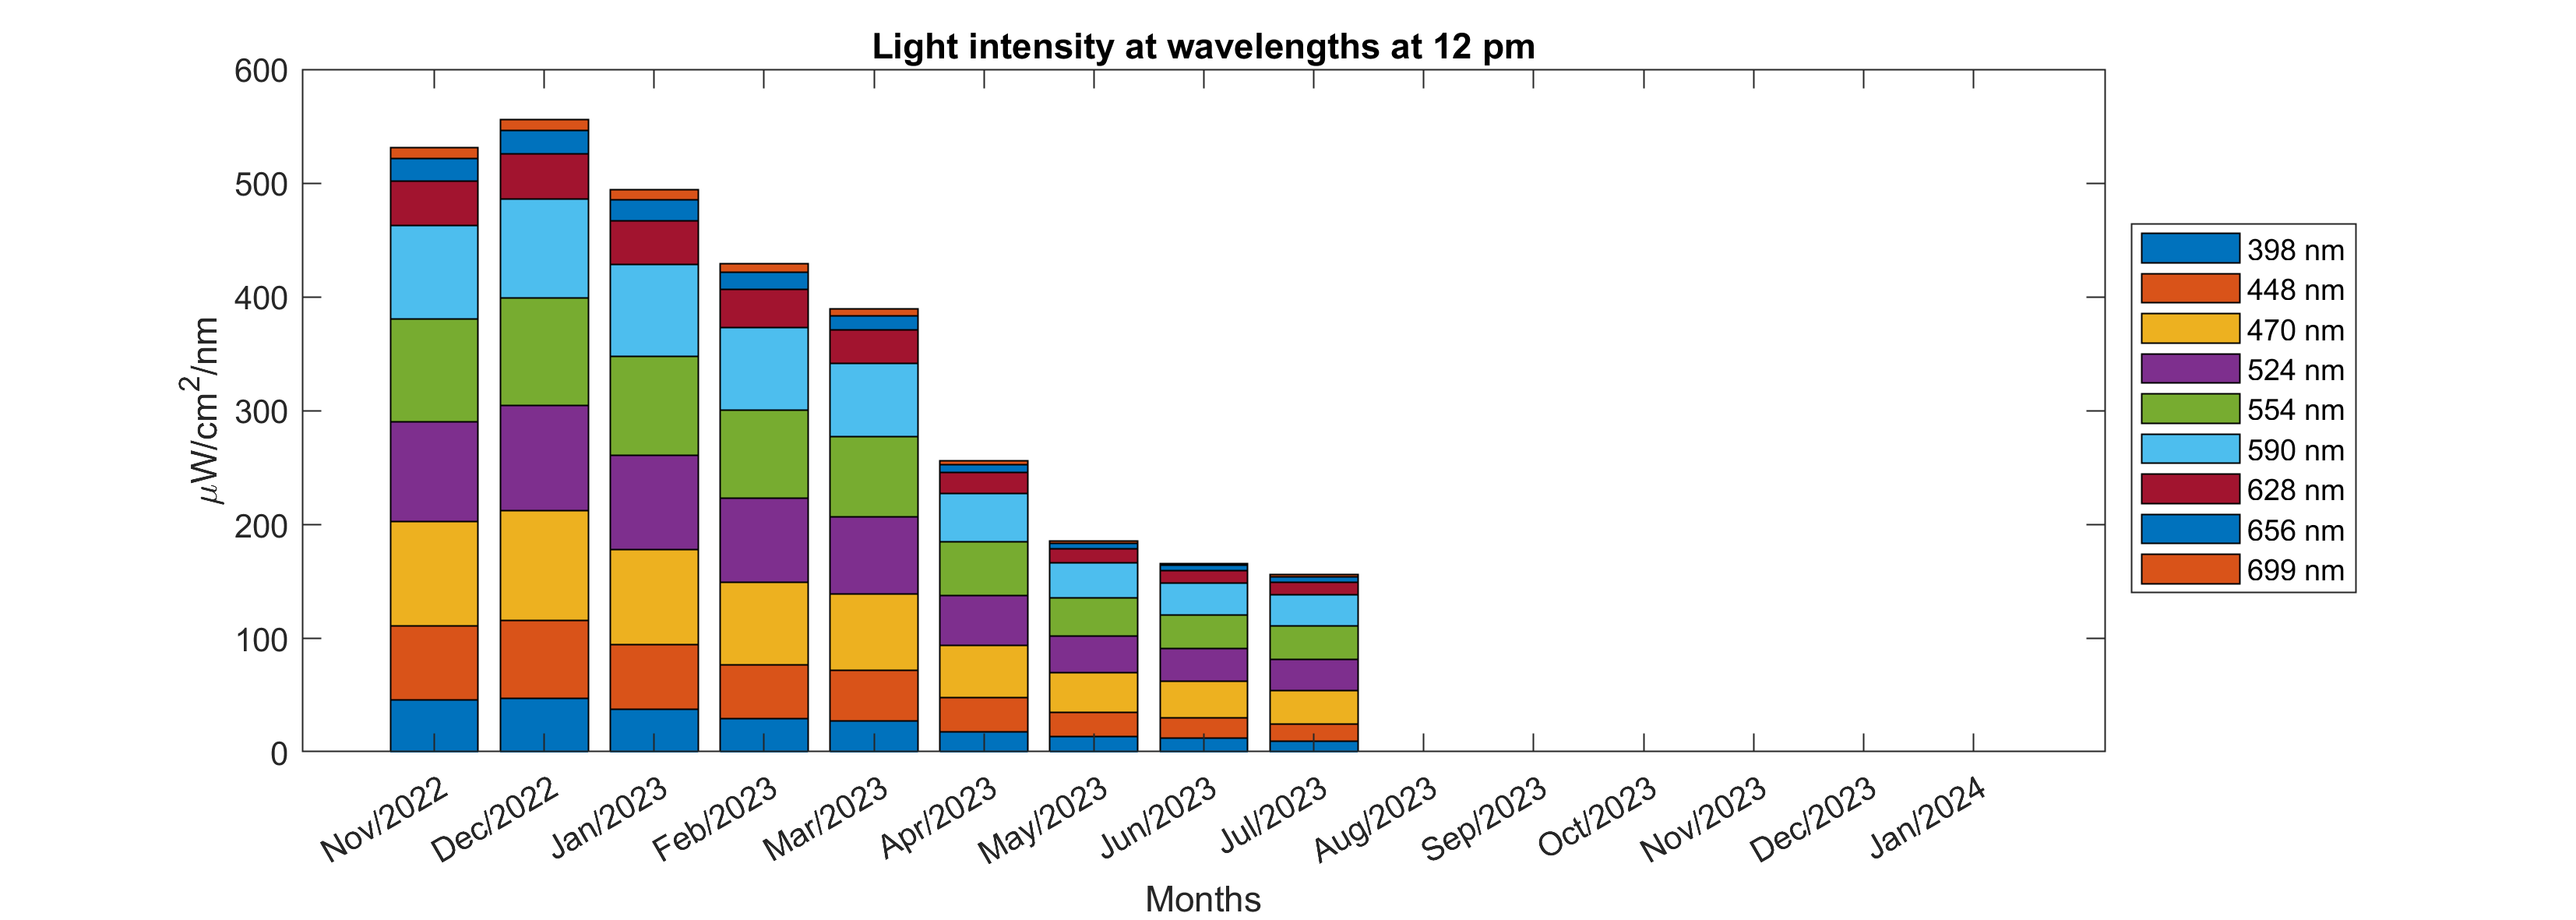 Light intensity at wavelengths at 12 pm
600
500
400
300
200
100
0
μW/cm²/nm
Nov/2022
Dec/2022
Jan/2023
Feb/2023
Mar/2023
Apr/2023
May/2023
Jun/2023
Jul/2023
Aug/2023
Sep/2023
Oct/2023
Nov/2023
Dec/2023
Jan/2024
Months
398 nm
448 nm
470 nm
524 nm
554 nm
590 nm
628 nm
656 nm
699 nm